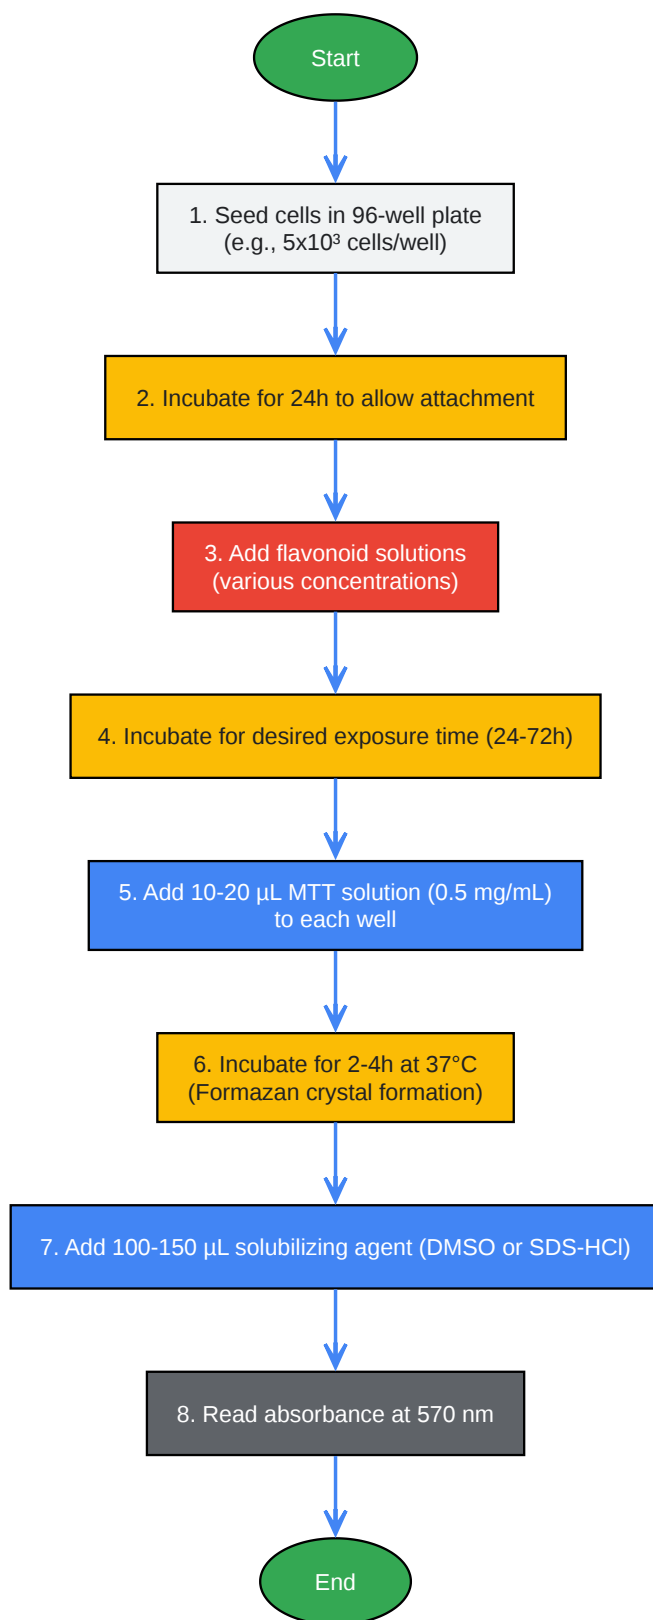 Start
1. Seed cells in 96-well plate
(e.g., 5x10³ cells/well)
2. Incubate for 24h to allow attachment
3. Add flavonoid solutions
(various concentrations)
4. Incubate for desired exposure time (24-72h)
5. Add 10-20 µL MTT solution (0.5 mg/mL)
to each well
6. Incubate for 2-4h at 37°C
(Formazan crystal formation)
7. Add 100-150 µL solubilizing agent (DMSO or SDS-HCl)
8. Read absorbance at 570 nm
End